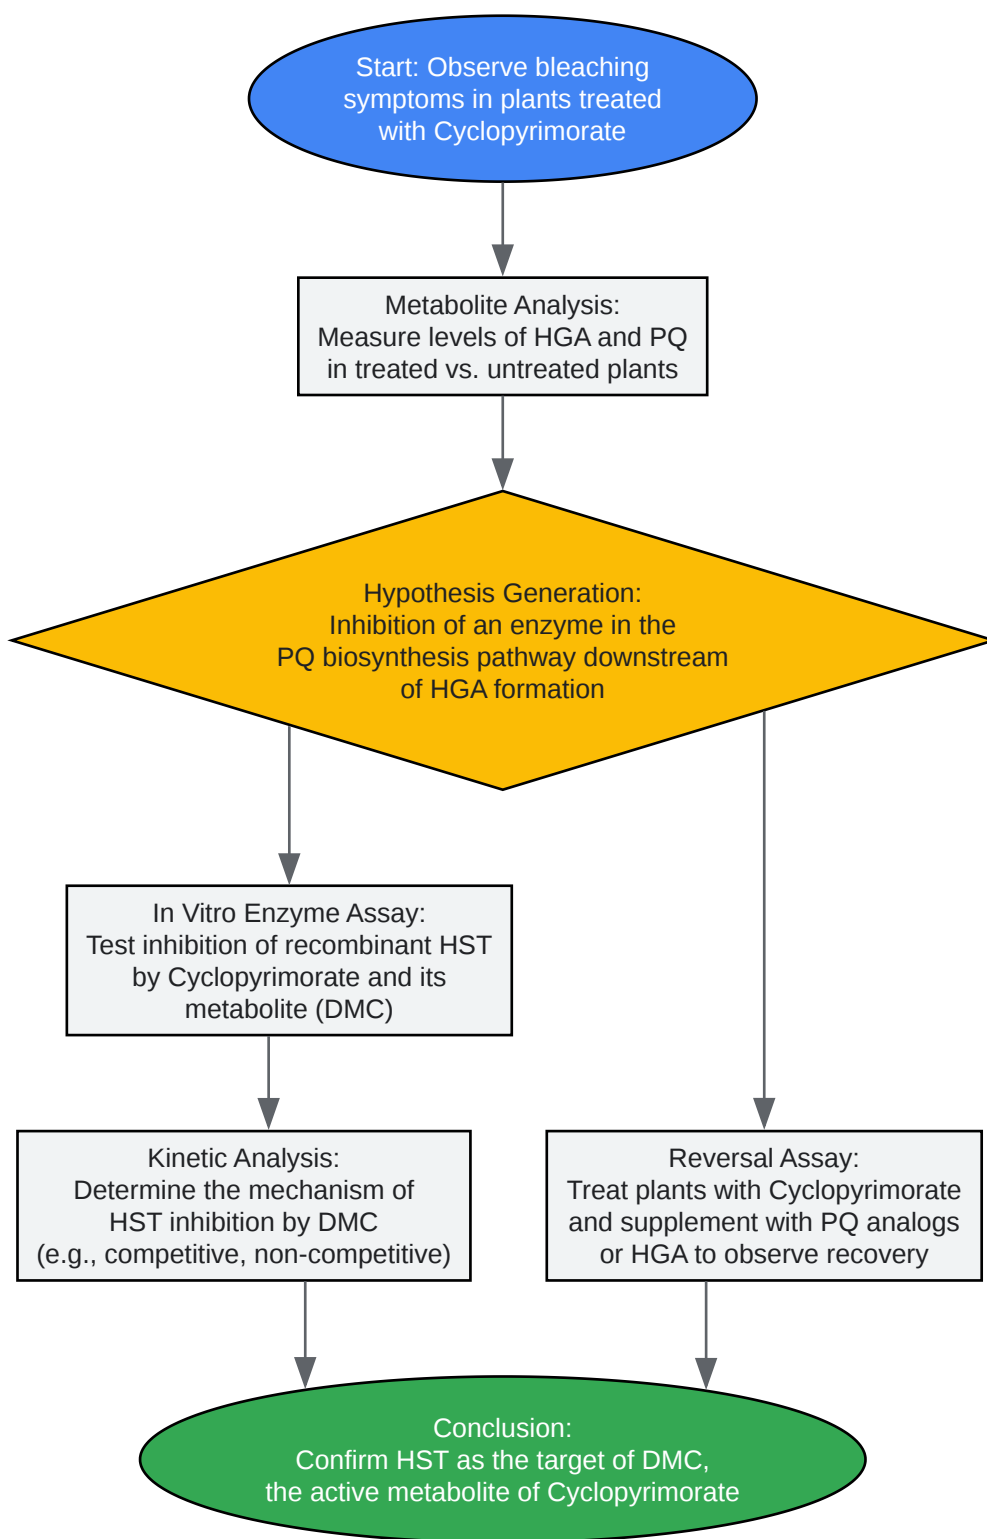 Start: Observe bleaching
symptoms in plants treated
with Cyclopyrimorate
Metabolite Analysis:
Measure levels of HGA and PQ
in treated vs. untreated plants
Hypothesis Generation:
Inhibition of an enzyme in the
PQ biosynthesis pathway downstream
of HGA formation
In Vitro Enzyme Assay:
Test inhibition of recombinant HST
by Cyclopyrimorate and its
metabolite (DMC)
Kinetic Analysis:
Determine the mechanism of
HST inhibition by DMC
(e.g., competitive, non-competitive)
Reversal Assay:
Treat plants with Cyclopyrimorate
and supplement with PQ analogs
or HGA to observe recovery
Conclusion:
Confirm HST as the target of DMC,
the active metabolite of Cyclopyrimorate